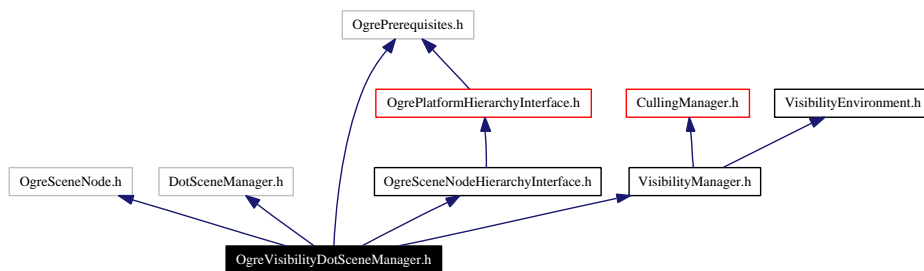 OgrePrerequisites.h
OgrePlatformHierarchyInterface.h
CullingManager.h
VisibilityEnvironment.h
OgreSceneNode.h
DotSceneManager.h
OgreSceneNodeHierarchyInterface.h
VisibilityManager.h
OgreVisibilityDotSceneManager.h